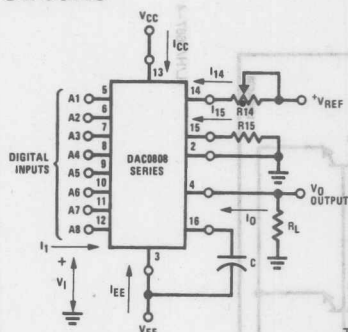 VCC
ICC
13
I14
14
R14
+VREF
I15
15
R15
2
A1 5
A2 6
A3 7
A4 8
A5 9
A6 10
A7 11
A8 12
DIGITAL
INPUTS
DAC0808
SERIES
4
VO
OUTPUT
IO
RL
16
C
I1
+
VI
3
IEE
VEE